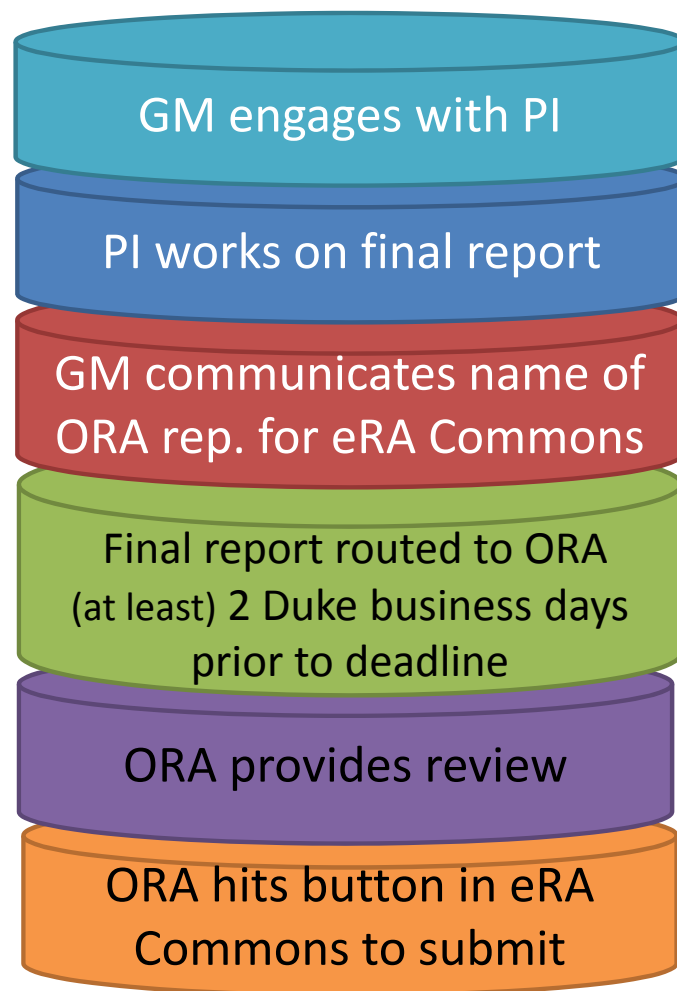 GM engages with PI
PI works on final report
GM communicates name of
ORA rep. for eRA Commons
Final report routed to ORA
(at least) 2 Duke business days
prior to deadline
ORA provides review
ORA hits button in eRA
Commons to submit